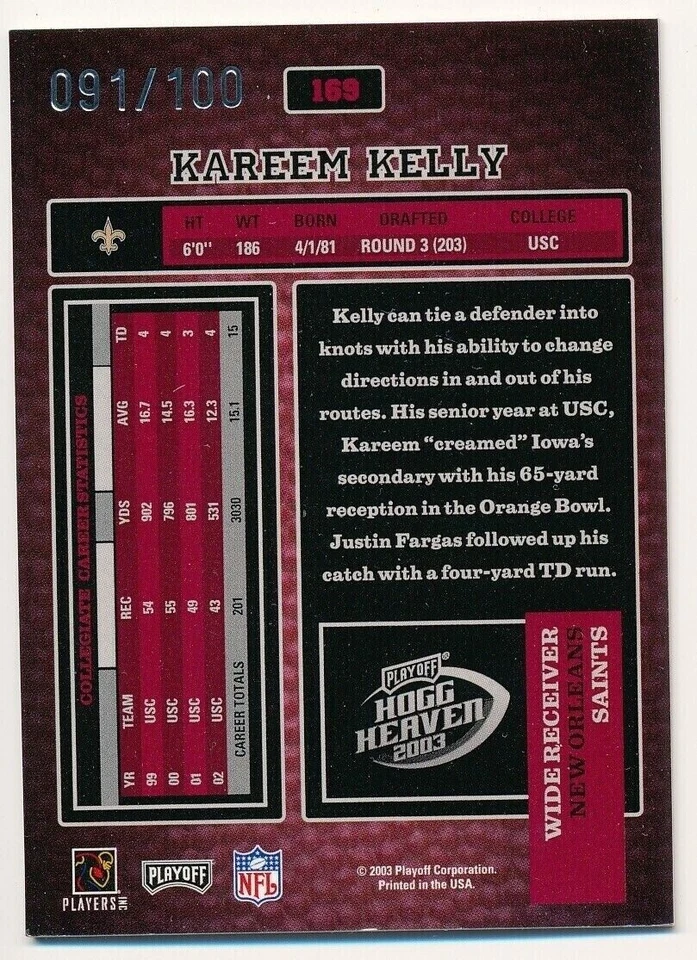 091/100
169
KAREEM KELLY
HT WT BORN DRAFTED COLLEGE
6'0" 186 4/1/81 ROUND 3 (203) USC
COLLEGIATE CAREER STATISTICS
YR TEAM REC YDS AVG TD
99 USC 54 902 16.7 4
00 USC 55 796 14.5 4
01 USC 49 801 16.3 3
02 USC 43 531 12.3 4
CAREER TOTALS 201 3030 15.1 15
Kelly can tie a defender into
knots with his ability to change
directions in and out of his
routes. His senior year at USC,
Kareem “creamed” Iowa's
secondary with his 65-yard
reception in the Orange Bowl.
Justin Fargas followed up his
catch with a four-yard TD run.
PLAYOFF®
HOGG
HEAVEN
2003
WIDE RECEIVER
NEW ORLEANS
SAINTS
PLAYERS INC
PLAYOFF
NFL
© 2003 Playoff Corporation.
Printed in the USA.